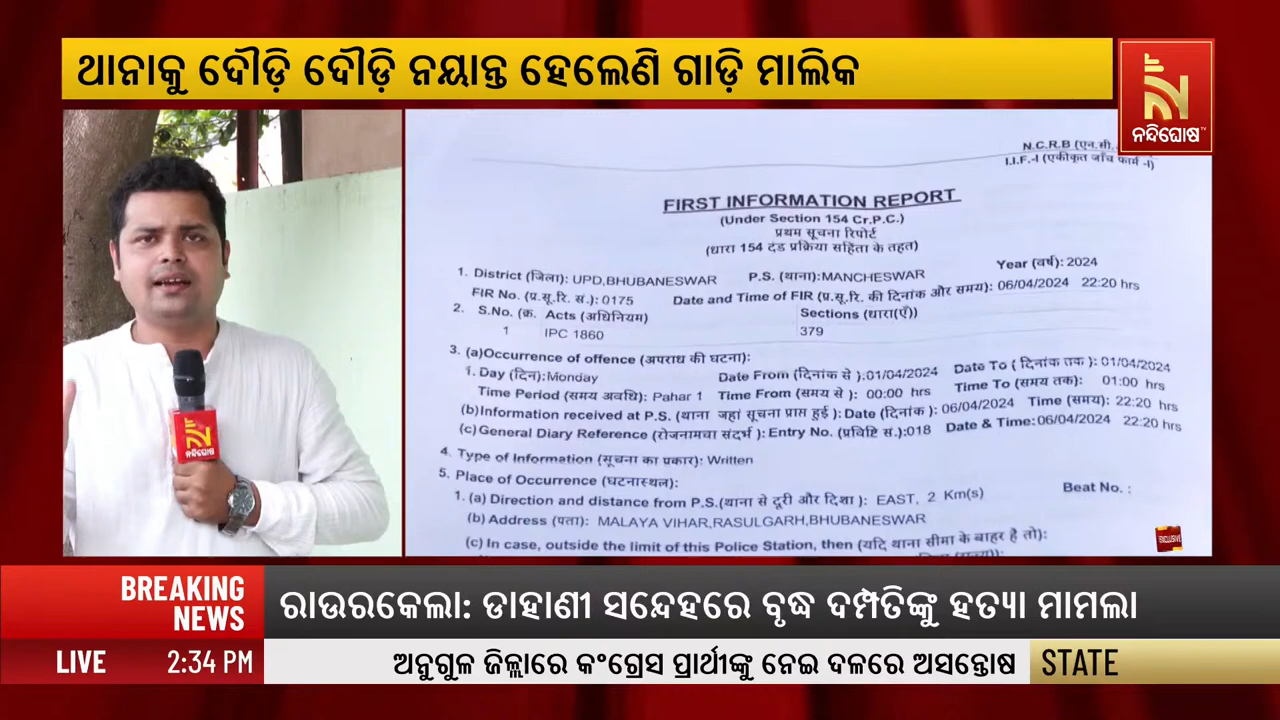 ଥାନାକୁ ଦୌଡ଼ି ଦୌଡ଼ି ନୟାନ୍ତ ହେଲେଣି ଗାଡ଼ି ମାଲିକ
ନନ୍ଦିଘୋଷ TV
N.C.R.B (एन.सी.
I.I.F.-I (एकीकृत जाँच फार्म -I)
FIRST INFORMATION REPORT
(Under Section 154 Cr.P.C.)
प्रथम सूचना रिपोर्ट
(धारा 154 दंड प्रक्रिया संहिता के तहत)
1. District (जिला): UPD,BHUBANESWAR P.S. (थाना):MANCHESWAR Year (वर्ष): 2024
FIR No. (प्र.सू.रि. सं.): 0175 Date and Time of FIR (प्र.सू.रि. की दिनांक और समय): 06/04/2024 22:20 hrs
2. S.No. (क्र. Acts (अधिनियम) Sections (धारा(एँ))
1 IPC 1860 379
3. (a)Occurrence of offence (अपराध की घटना):
1. Day (दिन):Monday Date From (दिनांक से ):01/04/2024 Date To ( दिनांक तक): 01/04/2024
Time Period (समय अवधि): Pahar 1 Time From (समय से): 00:00 hrs Time To (समय तक): 01:00 hrs
(b)Information received at P.S. (थाना जहां सूचना प्राप्त हुई ): Date (दिनांक ): 06/04/2024 Time (समय): 22:20 hrs
(c)General Diary Reference (रोजनामचा संदर्भ ): Entry No. (प्रविष्टि सं.):018 Date & Time:06/04/2024 22:20 hrs
4. Type of Information (सूचना का प्रकार): Written
5. Place of Occurrence (घटनास्थल):
1. (a) Direction and distance from P.S.(थाना से दूरी और दिशा ): EAST, 2 Km(s) Beat No. :
(b) Address (पता): MALAYA VIHAR,RASULGARH,BHUBANESWAR
(c) In case, outside the limit of this Police Station, then (यदि थाना सीमा के बाहर है तो):
ନନ୍ଦିଘୋଷ
EXCLUSIVE
BREAKING NEWS
ରାଉରକେଲା: ଡାହାଣୀ ସନ୍ଦେହରେ ବୃଦ୍ଧ ଦମ୍ପତିଙ୍କୁ ହତ୍ୟା ମାମଲା
LIVE 2:34 PM
ଅନୁଗୁଳ ଜିଲ୍ଲାରେ କଂଗ୍ରେସ ପ୍ରାର୍ଥୀଙ୍କୁ ନେଇ ଦଳରେ ଅସନ୍ତୋଷ STATE